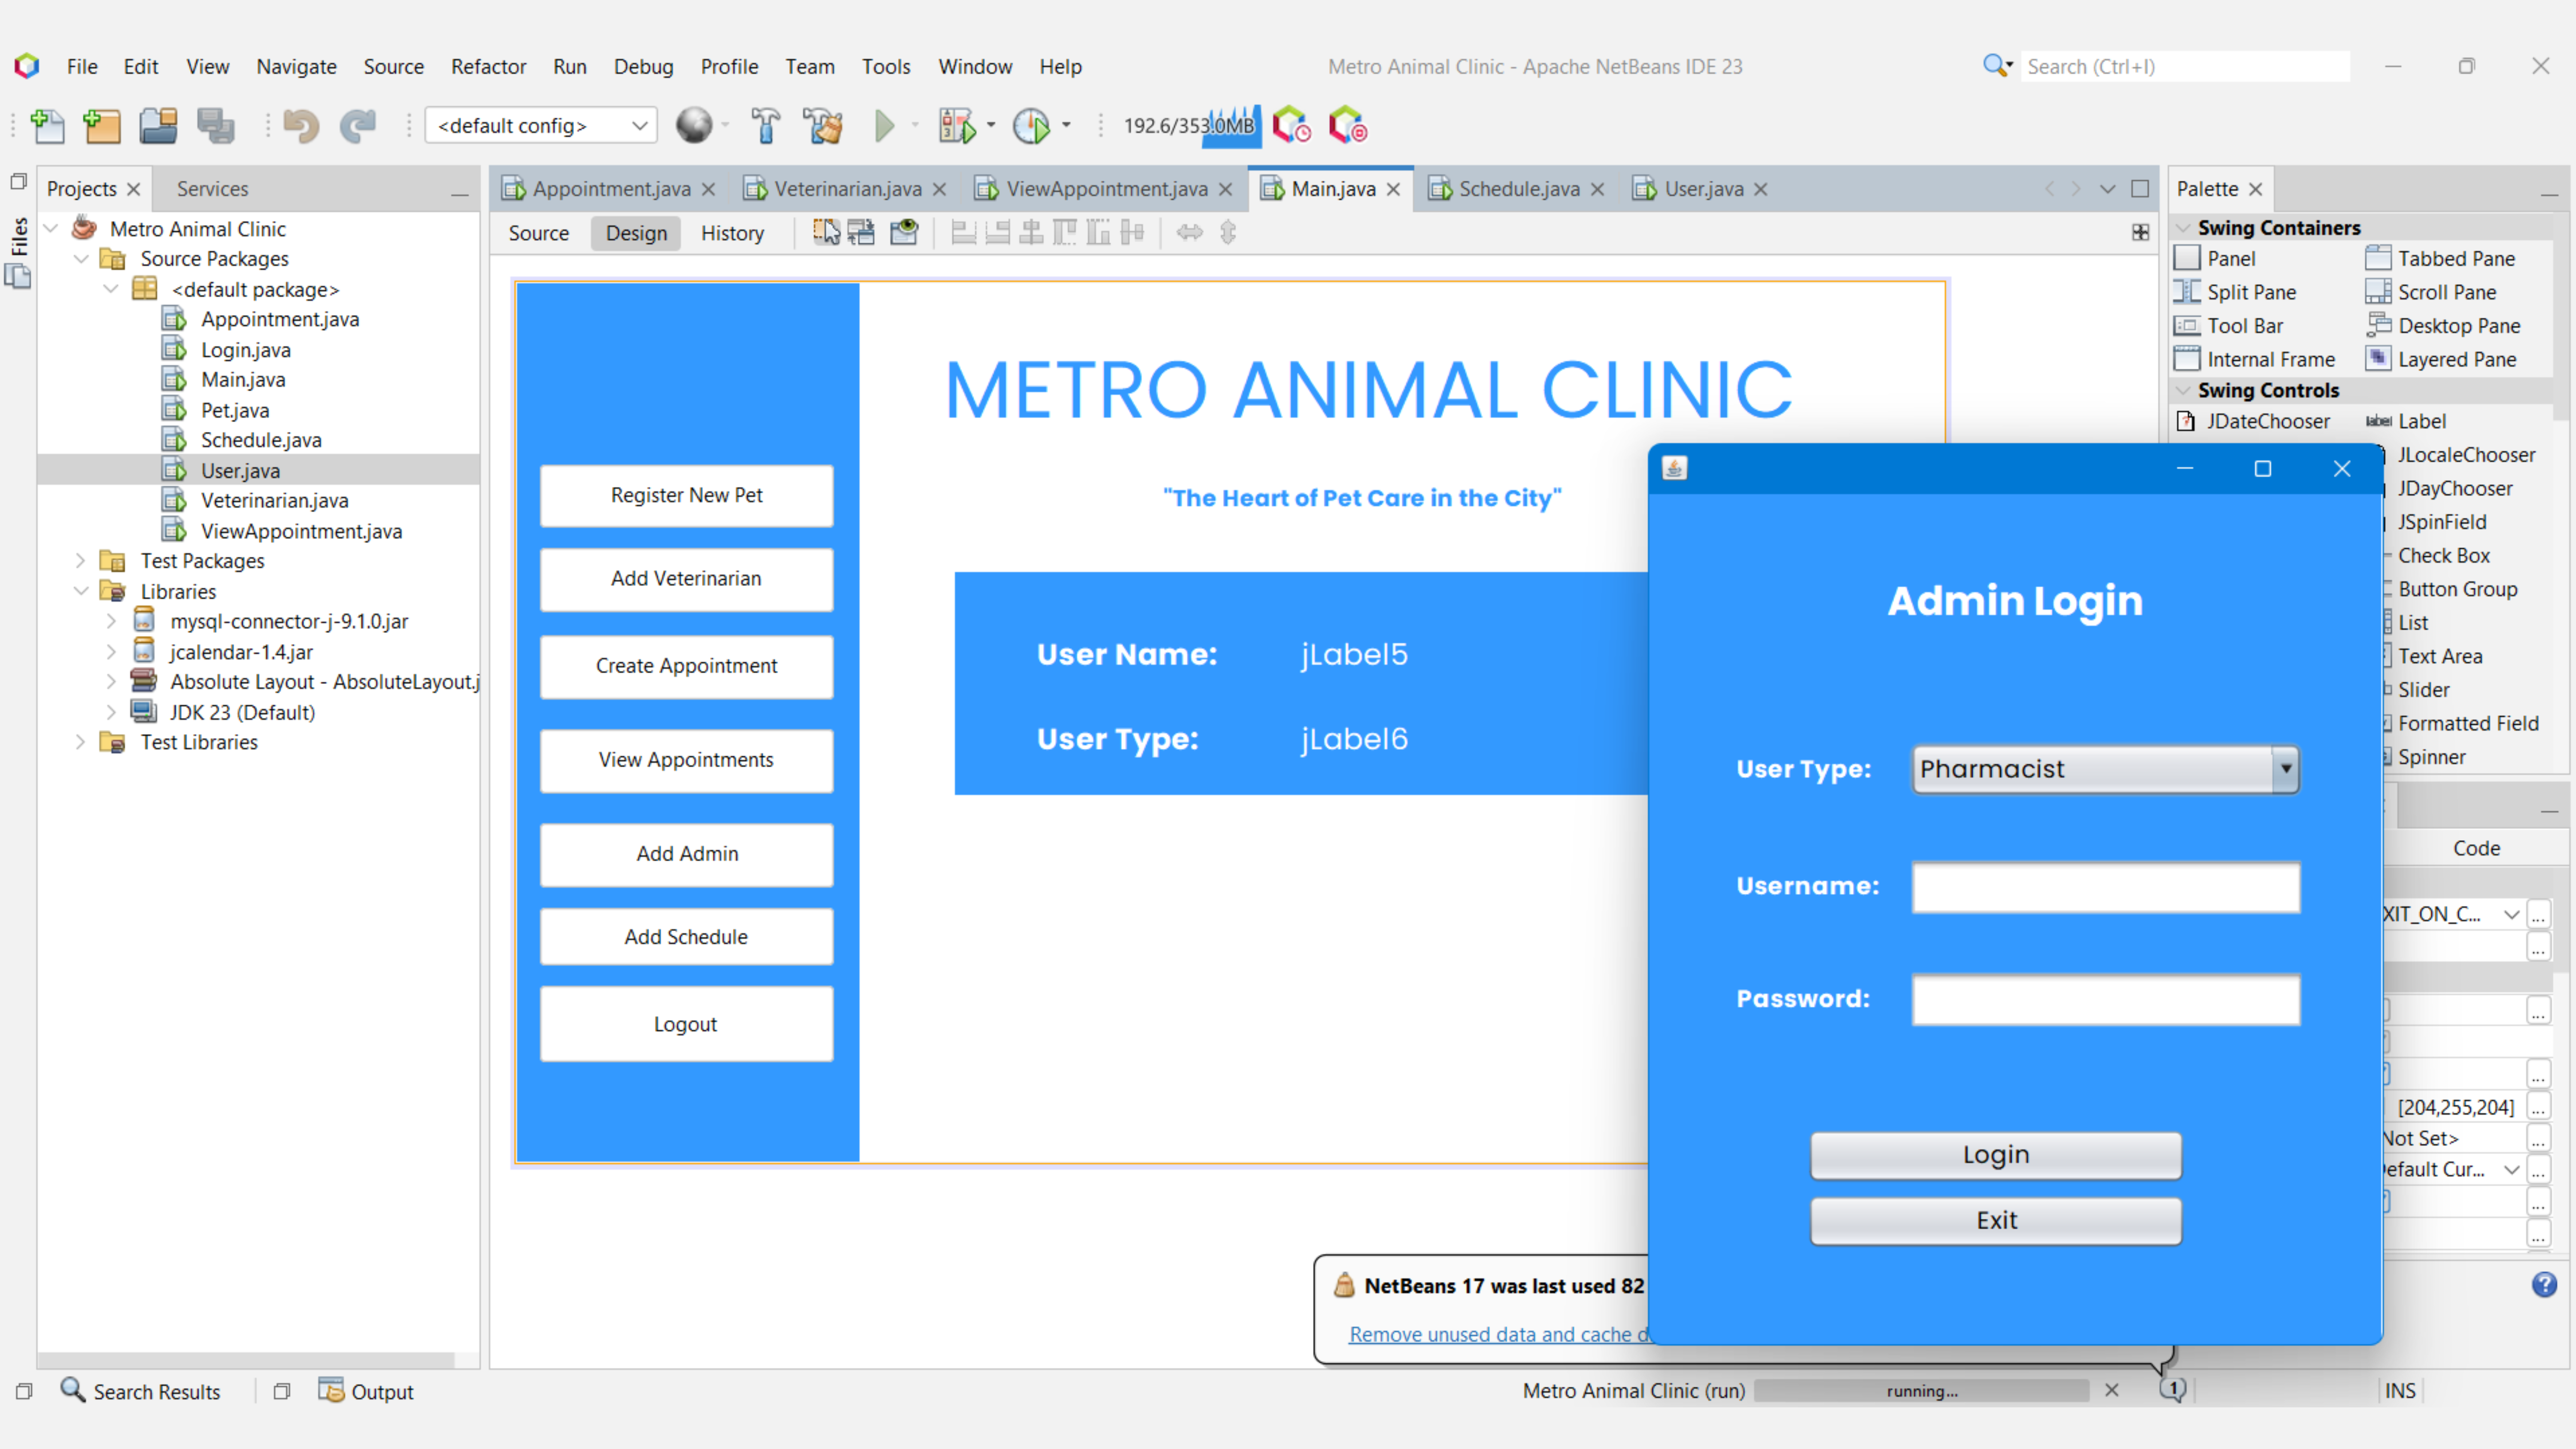 File Edit View Navigate Source Refactor Run Debug Profile Team Tools Window Help
Metro Animal Clinic - Apache NetBeans IDE 23
Search (Ctrl+I)
<default config>
192.6/353.0MB
Files
Projects
Services
Metro Animal Clinic
Source Packages
<default package>
Appointment.java
Login.java
Main.java
Pet.java
Schedule.java
User.java
Veterinarian.java
ViewAppointment.java
Test Packages
Libraries
mysql-connector-j-9.1.0.jar
jcalendar-1.4.jar
Absolute Layout - AbsoluteLayout.j
JDK 23 (Default)
Test Libraries
Appointment.java
Veterinarian.java
ViewAppointment.java
Main.java
Schedule.java
User.java
Source Design History
METRO ANIMAL CLINIC
"The Heart of Pet Care in the City"
Register New Pet
Add Veterinarian
Create Appointment
View Appointments
Add Admin
Add Schedule
Logout
User Name: jLabel5
User Type: jLabel6
Admin Login
User Type: Pharmacist
Username:
Password:
Login
Exit
Palette
Swing Containers
Panel Tabbed Pane
Split Pane Scroll Pane
Tool Bar Desktop Pane
Internal Frame Layered Pane
Swing Controls
JDateChooser label Label
JLocaleChooser
JDayChooser
JSpinField
Check Box
Button Group
List
Text Area
Slider
Formatted Field
Spinner
Code
XIT_ON_C... ...
...
...
...
[204,255,204] ...
Not Set> ...
efault Cur... ...
...
...
NetBeans 17 was last used 82
Remove unused data and cache d
Search Results
Output
Metro Animal Clinic (run)
running...
1
INS